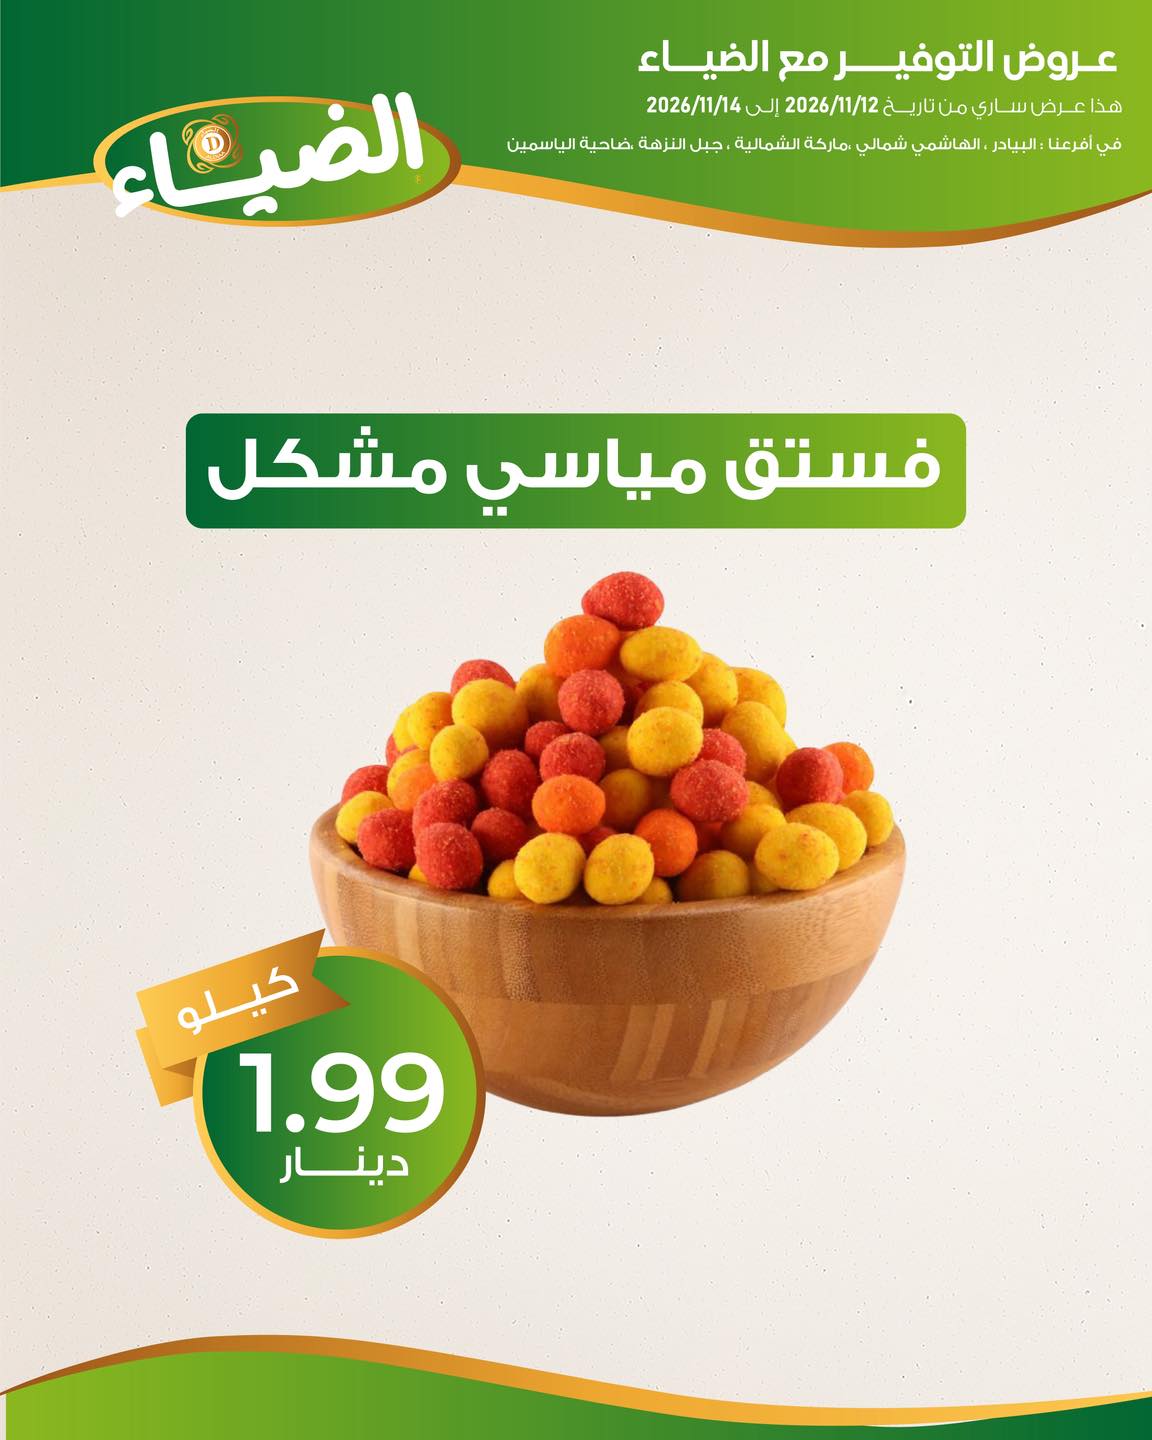 عروض التوفير مع الضياء
هذا عرض ساري من تاريخ 2026/11/12 إلى 2026/11/14
في أفرعنا : البيادر ، الهاشمي شمالي ،ماركة الشمالية ، جبل النزهة ،ضاحية الياسمين
الضياء
D
فستق مياسي مشكل
كيلو
1.99
دينار